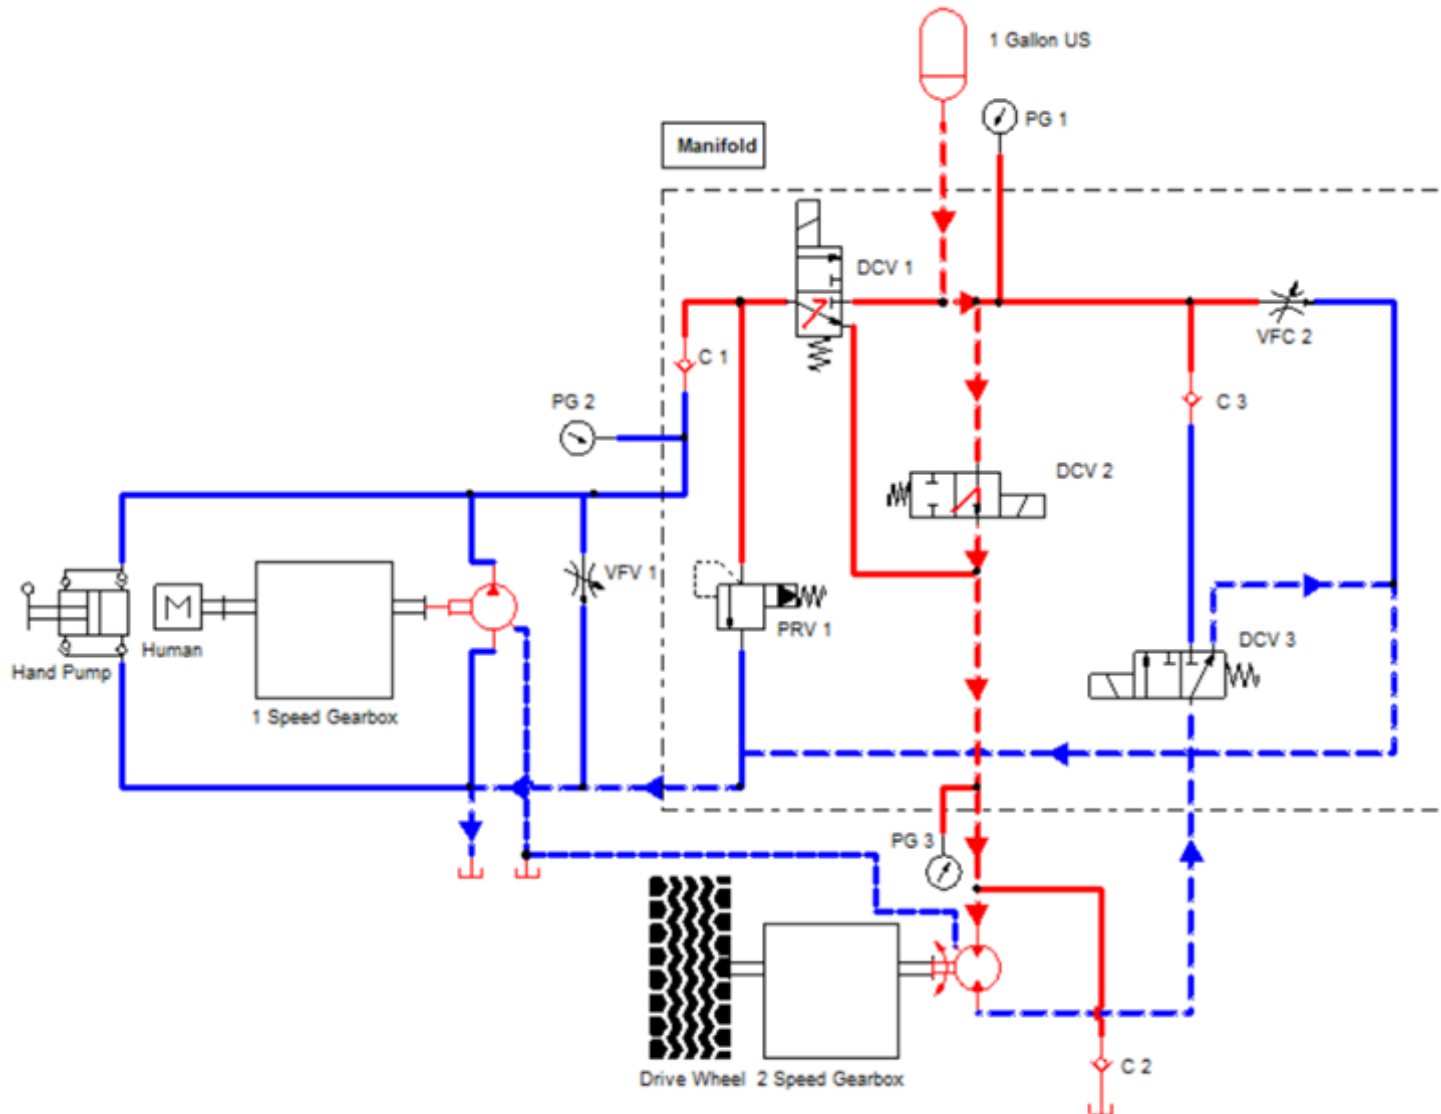 1 Gallon US
PG 1
Manifold
DCV 1
VFC 2
C 1
PG 2
C 3
DCV 2
VFV 1
PRV 1
M
Human
Hand Pump
DCV 3
1 Speed Gearbox
PG 3
C 2
Drive Wheel
2 Speed Gearbox